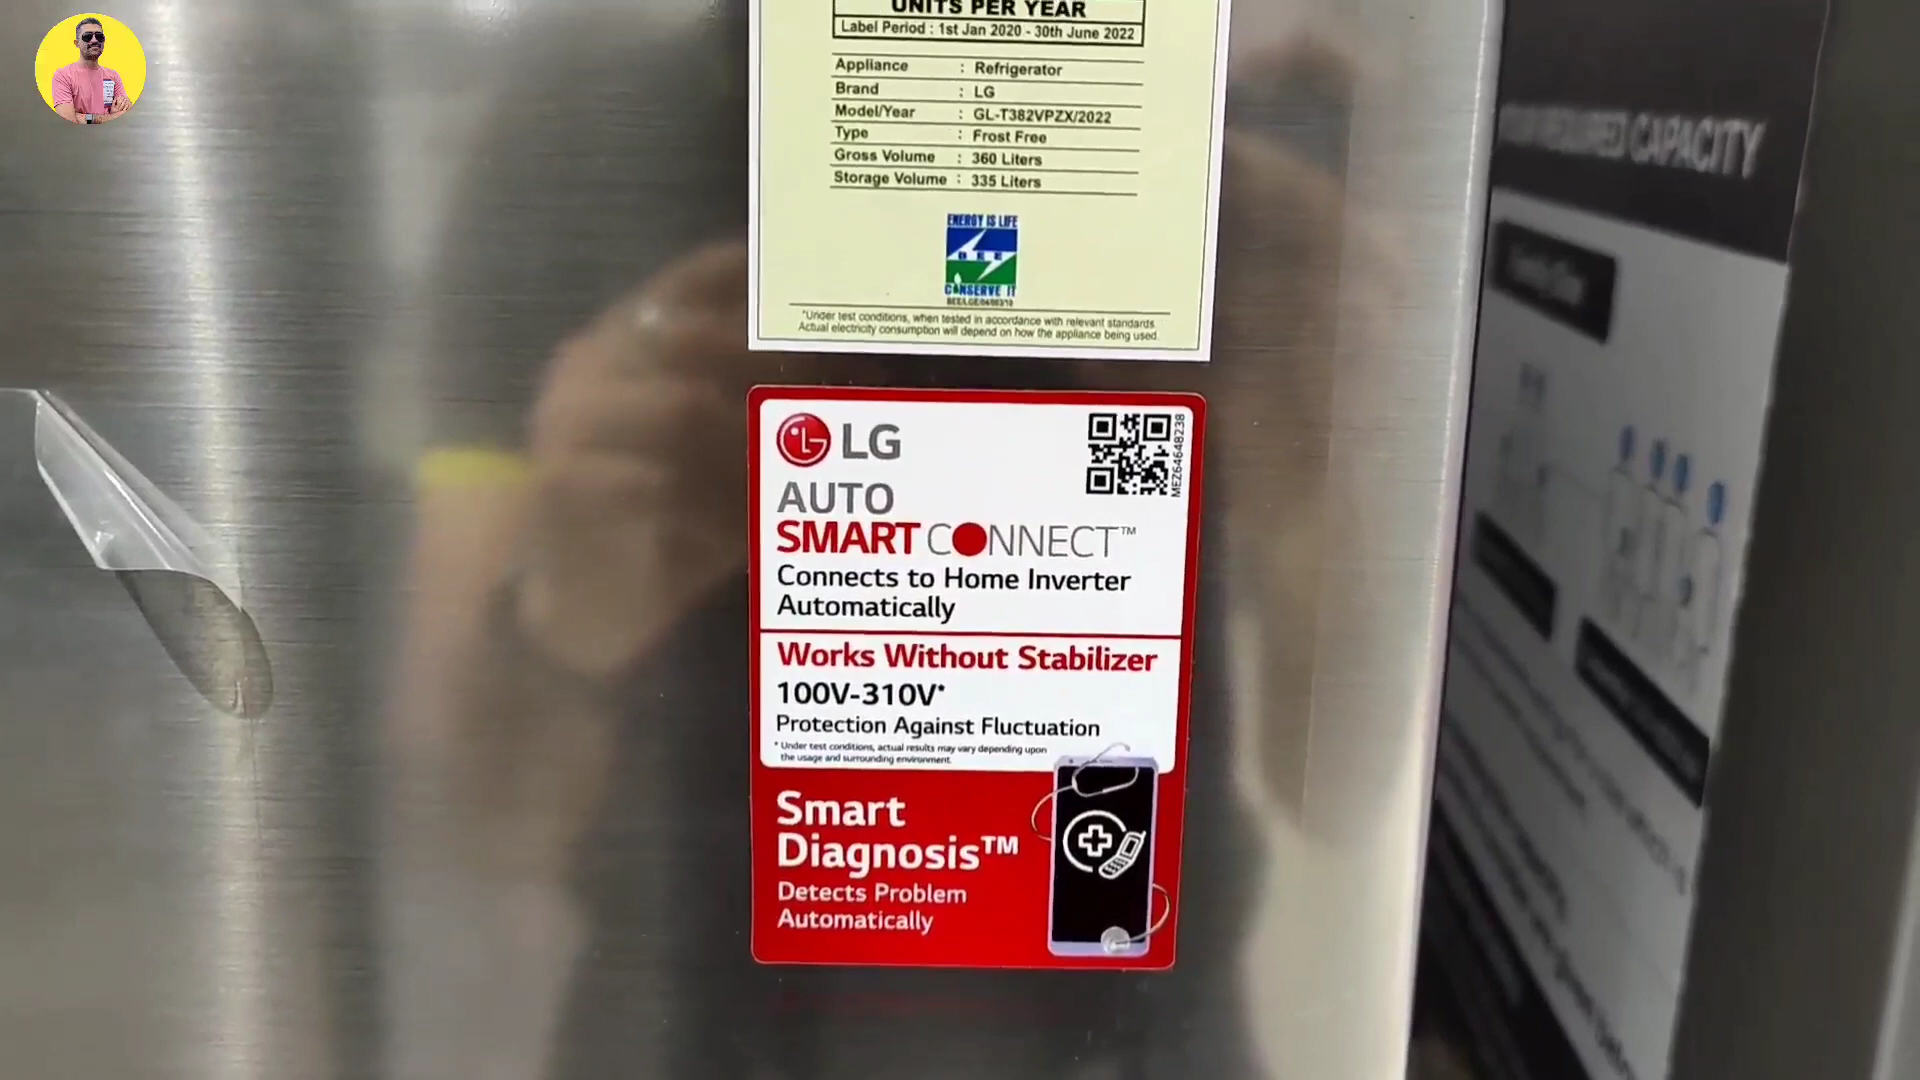 UNITS PER YEAR
Label Period : 1st Jan 2020 - 30th June 2022
Appliance : Refrigerator
Brand : LG
Model/Year : GL-T382VPZX/2022
Type : Frost Free
Gross Volume : 360 Liters
Storage Volume : 335 Liters
ENERGY IS LIFE
BEE
CONSERVE IT
*Under test conditions, when tested in accordance with relevant standards.
Actual electricity consumption will depend on how the appliance being used.
LG
MEZ64648238
AUTO
SMART CONNECT™
Connects to Home Inverter
Automatically
Works Without Stabilizer
100V-310V*
Protection Against Fluctuation
* Under test conditions, actual results may vary depending upon
the usage and surrounding environment.
Smart
Diagnosis™
Detects Problem
Automatically
REQUIRED CAPACITY